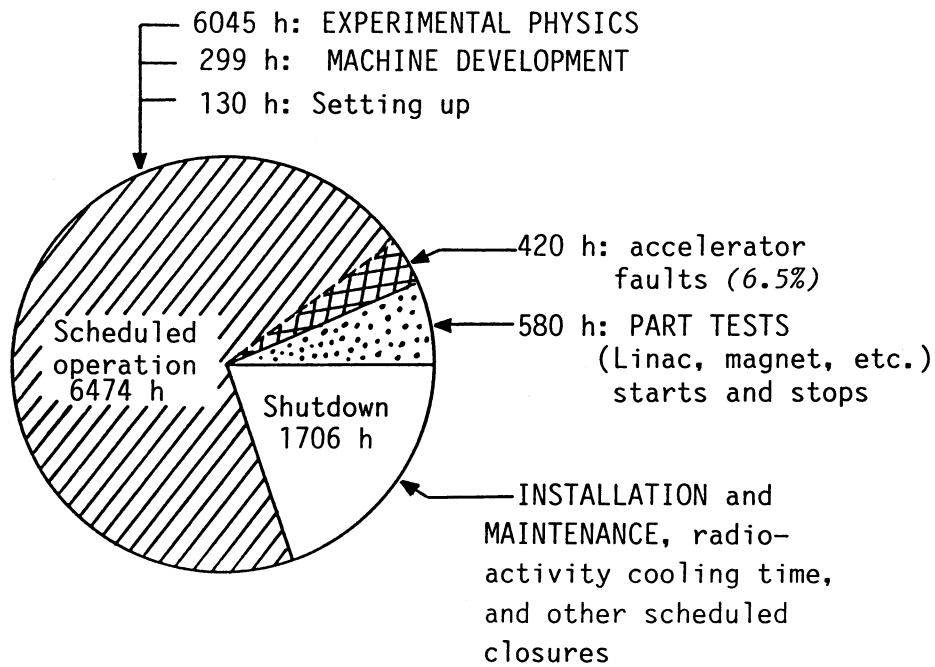 6045 h: EXPERIMENTAL PHYSICS
299 h: MACHINE DEVELOPMENT
130 h: Setting up
420 h: accelerator
faults (6.5%)
580 h: PART TESTS
(Linac, magnet, etc.)
starts and stops
Scheduled
operation
6474 h
Shutdown
1706 h
INSTALLATION and
MAINTENANCE, radio-
activity cooling time,
and other scheduled
closures